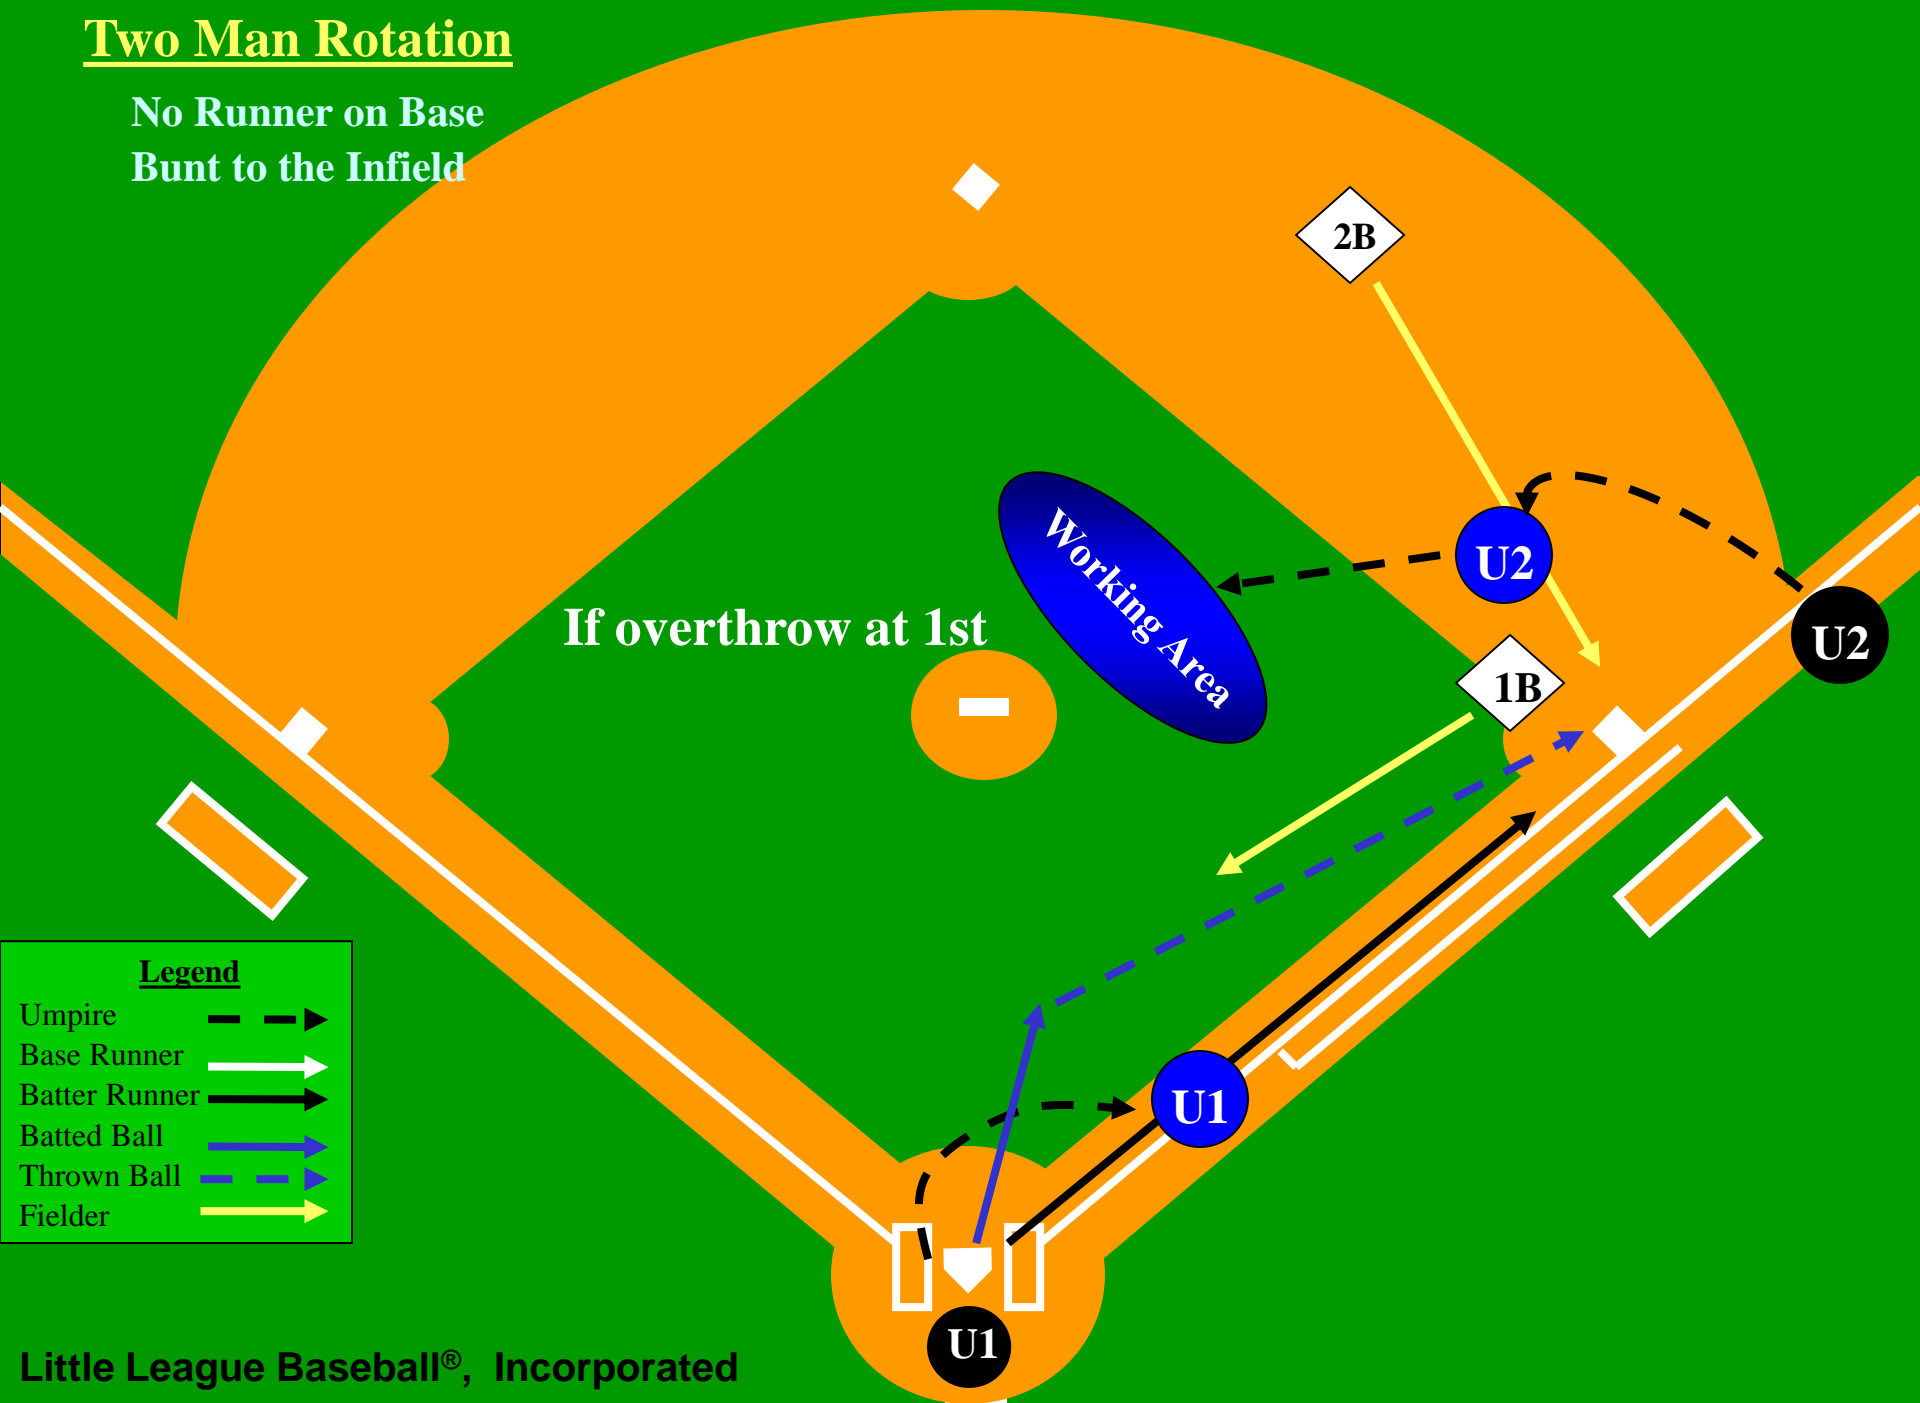 Two Man Rotation
No Runner on Base
Bunt to the Infield
2B
U2
U2
Working Area
If overthrow at 1st
1B
Legend
Umpire
Base Runner
Batter Runner
Batted Ball
Thrown Ball
Fielder
U1
U1
Little League Baseball®, Incorporated